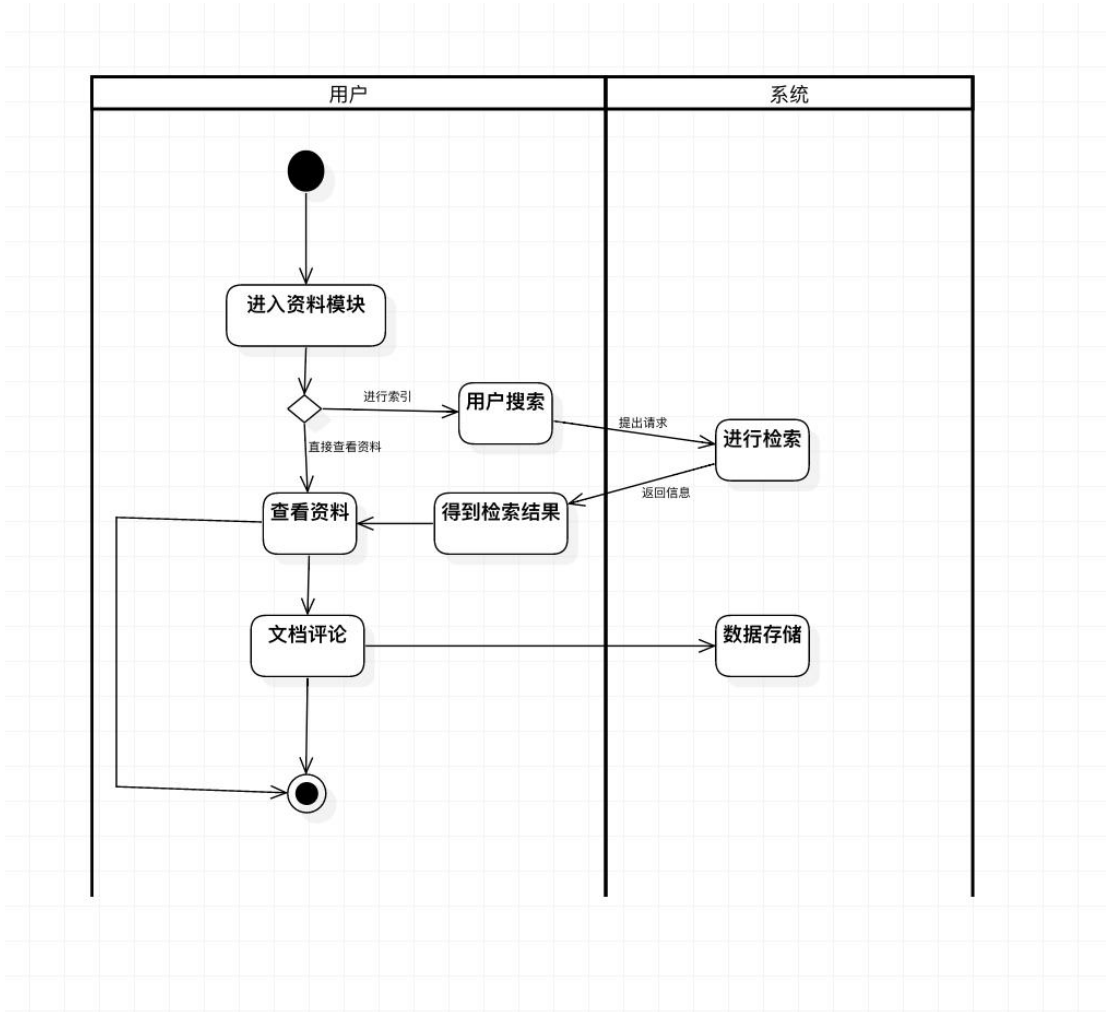 用户
系统
进入资料模块
进行索引
用户搜索
提出请求
进行检索
直接查看资料
返回信息
查看资料
得到检索结果
文档评论
数据存储